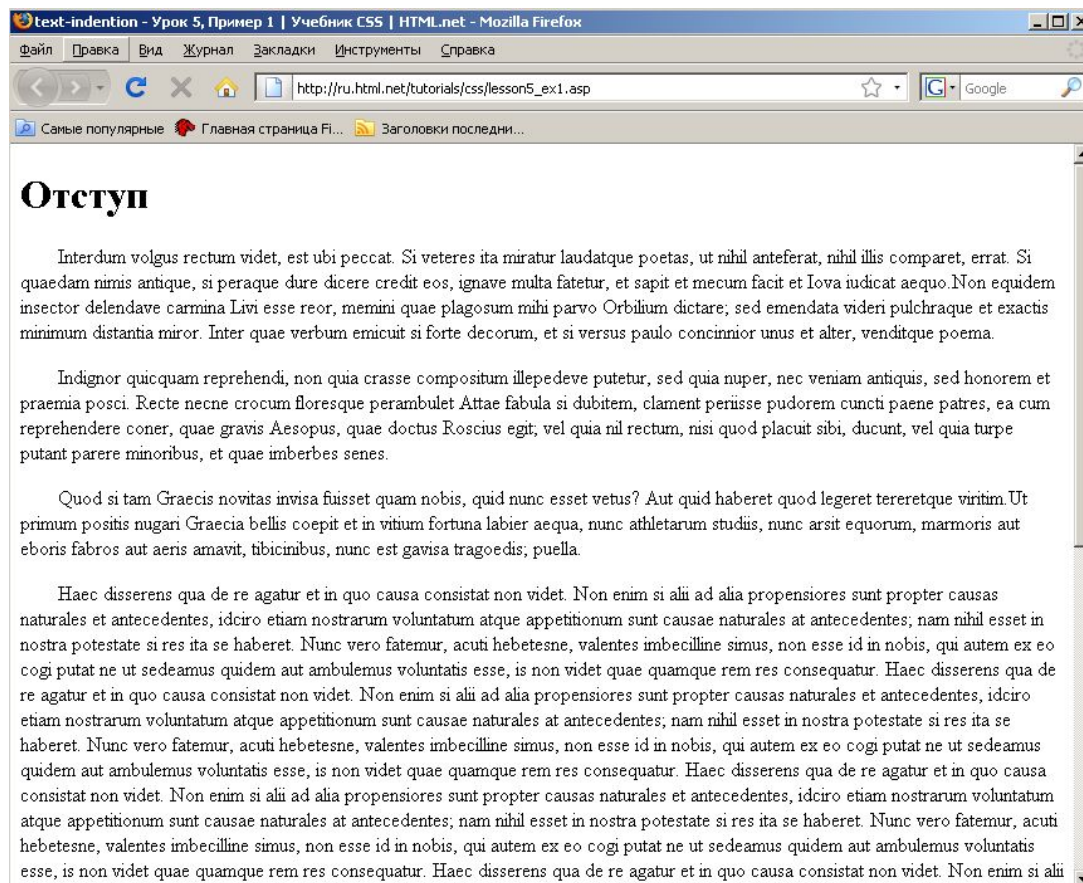 text-indention - Урок 5, Пример 1 | Учебник CSS | HTML.net - Mozilla Firefox
Файл Правка Вид Журнал Закладки Инструменты Справка
http://ru.html.net/tutorials/css/lesson5_ex1.asp G Google
Самые популярные Главная страница Fi... Заголовки последни...
Отступ
Interdum volgus rectum videt, est ubi peccat. Si veteres ita miratur laudatque poetas, ut nihil anteferat, nihil illis comparet, errat. Si
quaedam nimis antique, si peraque dure dicere credit eos, ignave multa fatetur, et sapit et mecum facit et Iova iudicat aequo.Non equidem
insector delendave carmina Livi esse reor, memini quae plagosum mihi parvo Orbilium dictare; sed emendata videri pulchraque et exactis
minimum distantia miror. Inter quae verbum emicuit si forte decorum, et si versus paulo concinnior unus et alter, venditque poema.
Indignor quicquam reprehendi, non quia crasse compositum illepedeve putetur, sed quia nuper, nec veniam antiquis, sed honorem et
praemia posci. Recte necne crocum floresque perambulet Attae fabula si dubitem, clament periisse pudorem cuncti paene patres, ea cum
reprehendere coner, quae gravis Aesopus, quae doctus Roscius egit; vel quia nil rectum, nisi quod placuit sibi, ducunt, vel quia turpe
putant parere minoribus, et quae imberbes senes.
Quod si tam Graecis novitas invisa fuisset quam nobis, quid nunc esset vetus? Aut quid haberet quod legeret tereretque viritim.Ut
primum positis nugari Graecia bellis coepit et in vitium fortuna labier aequa, nunc athletarum studiis, nunc arsit equorum, marmoris aut
eboris fabros aut aeris amavit, tibicinibus, nunc est gavisa tragoedis; puella.
Haec disserens qua de re agatur et in quo causa consistat non videt. Non enim si alii ad alia propensiores sunt propter causas
naturales et antecedentes, idciro etiam nostrarum voluntatum atque appetitionum sunt causae naturales at antecedentes; nam nihil esset in
nostra potestate si res ita se haberet. Nunc vero fatemur, acuti hebetesne, valentes imbecilline simus, non esse id in nobis, qui autem ex eo
cogi putat ne ut sedeamus quidem aut ambulemus voluntatis esse, is non videt quae quamque rem res consequatur. Haec disserens qua de
re agatur et in quo causa consistat non videt. Non enim si alii ad alia propensiores sunt propter causas naturales et antecedentes, idciro
etiam nostrarum voluntatum atque appetitionum sunt causae naturales at antecedentes; nam nihil esset in nostra potestate si res ita se
haberet. Nunc vero fatemur, acuti hebetesne, valentes imbecilline simus, non esse id in nobis, qui autem ex eo cogi putat ne ut sedeamus
quidem aut ambulemus voluntatis esse, is non videt quae quamque rem res consequatur. Haec disserens qua de re agatur et in quo causa
consistat non videt. Non enim si alii ad alia propensiores sunt propter causas naturales et antecedentes, idciro etiam nostrarum voluntatum
atque appetitionum sunt causae naturales at antecedentes; nam nihil esset in nostra potestate si res ita se haberet. Nunc vero fatemur, acuti
hebetesne, valentes imbecilline simus, non esse id in nobis, qui autem ex eo cogi putat ne ut sedeamus quidem aut ambulemus voluntatis
esse, is non videt quae quamque rem res consequatur. Haec disserens qua de re agatur et in quo causa consistat non videt. Non enim si alii